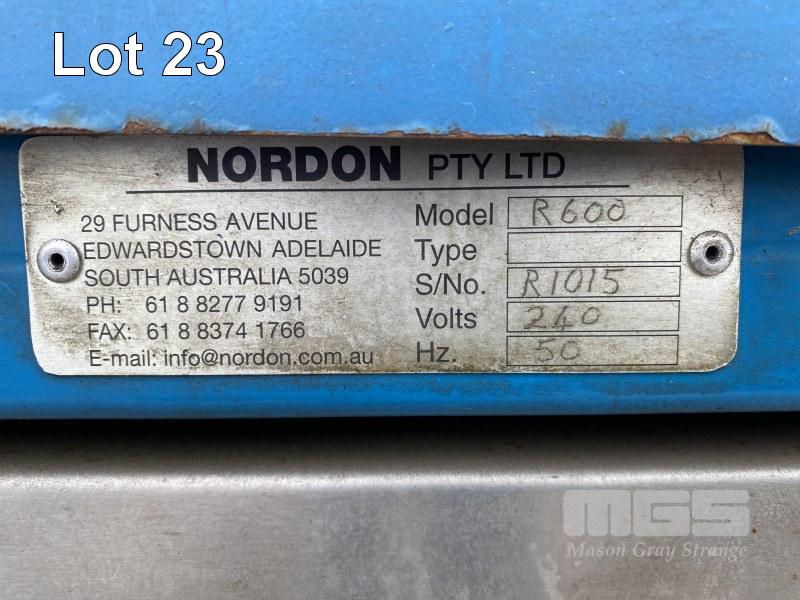 Lot 23
NORDON PTY LTD
29 FURNESS AVENUE
EDWARDSTOWN ADELAIDE
SOUTH AUSTRALIA 5039
PH: 61 8 8277 9191
FAX: 61 8 8374 1766
E-mail: info@nordon.com.au
Model R600
Type
S/No. R1015
Volts 240
Hz. 50
MGS
Mason Gray Strange